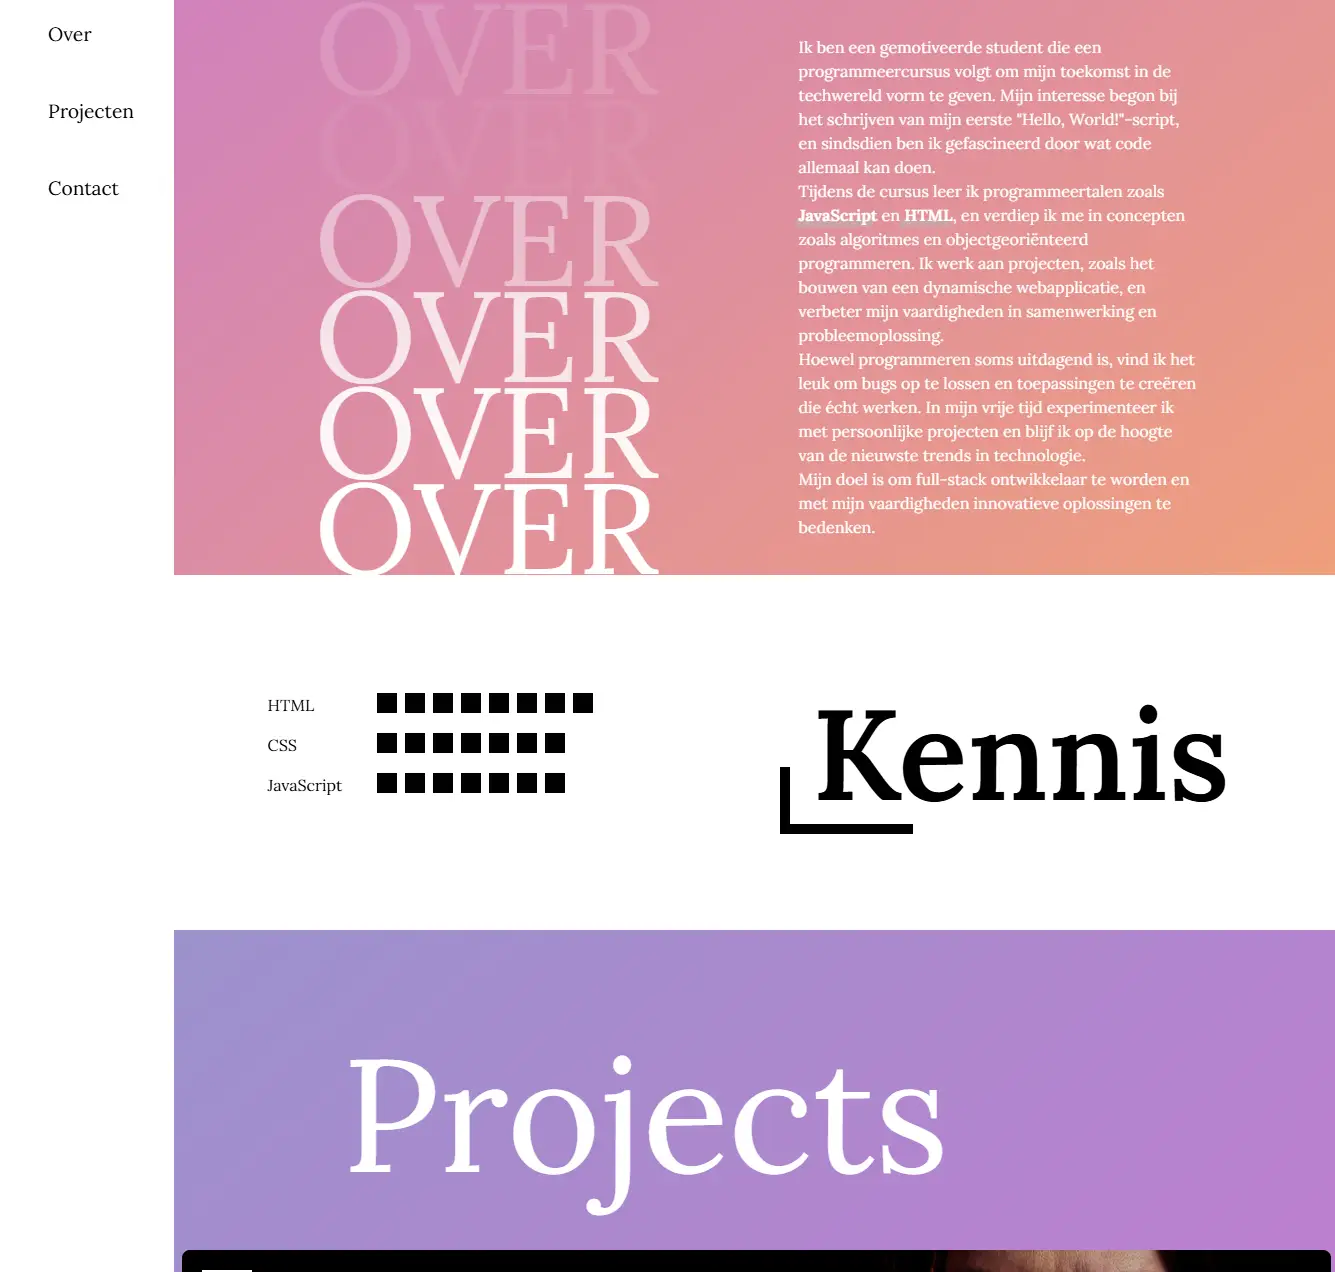 Over
Projecten
Contact
OVER
OVER
OVER
OVER
OVER
OVER
Ik ben een gemotiveerde student die een
programmeercursus volgt om mijn toekomst in de
techwereld vorm te geven. Mijn interesse begon bij
het schrijven van mijn eerste "Hello, World!"-script,
en sindsdien ben ik gefascineerd door wat code
allemaal kan doen.
Tijdens de cursus leer ik programmeertalen zoals
JavaScript en HTML, en verdiep ik me in concepten
zoals algoritmes en objectgeoriënteerd
programmeren. Ik werk aan projecten, zoals het
bouwen van een dynamische webapplicatie, en
verbeter mijn vaardigheden in samenwerking en
probleemoplossing.
Hoewel programmeren soms uitdagend is, vind ik het
leuk om bugs op te lossen en toepassingen te creëren
die écht werken. In mijn vrije tijd experimenteer ik
met persoonlijke projecten en blijf ik op de hoogte
van de nieuwste trends in technologie.
Mijn doel is om full-stack ontwikkelaar te worden en
met mijn vaardigheden innovatieve oplossingen te
bedenken.
HTML
CSS
JavaScript
Kennis
Projects